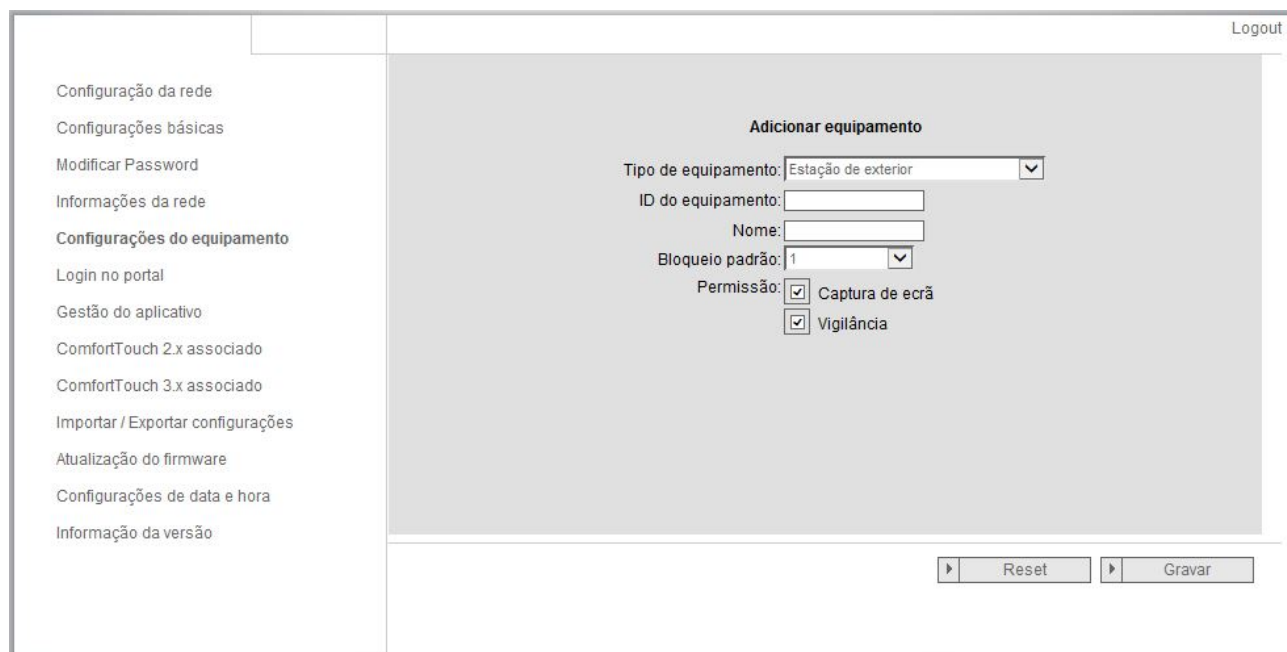 Logout
Configuração da rede
Configurações básicas
Modificar Password
Informações da rede
Configurações do equipamento
Login no portal
Gestão do aplicativo
ComfortTouch 2.x associado
ComfortTouch 3.x associado
Importar / Exportar configurações
Atualização do firmware
Configurações de data e hora
Informação da versão
Adicionar equipamento
Tipo de equipamento: Estação de exterior
ID do equipamento:
Nome:
Bloqueio padrão: 1
Permissão: Captura de ecrã
Vigilância
Reset
Gravar